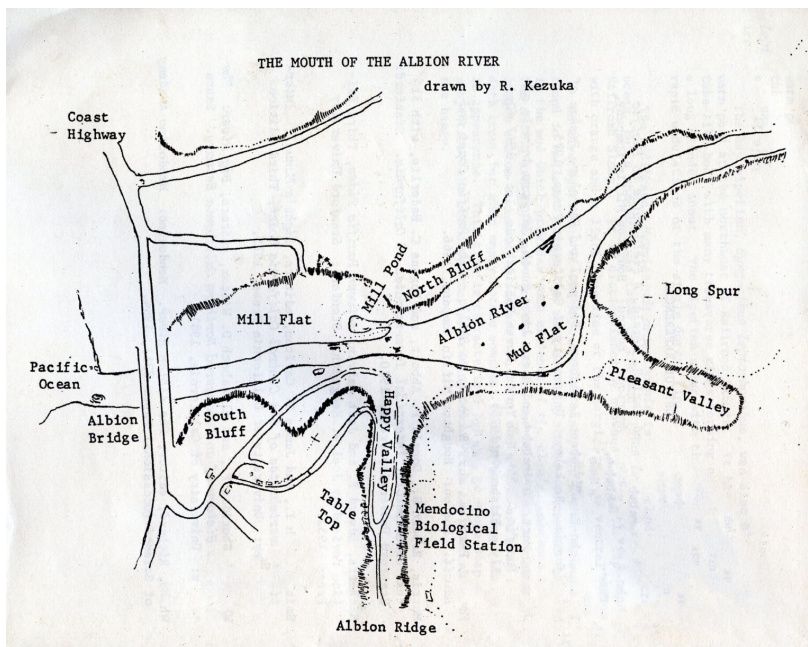 THE MOUTH OF THE ALBION RIVER
drawn by R. Kezuka
Coast
Highway
Mill Pond
North Bluff
Long Spur
Mill Flat
Albion River
Mud Flat
Pacific
Ocean
Pleasant Valley
Albion
Bridge
South
Bluff
Happy Valley
Table
Top
Mendocino
Biological
Field Station
Albion Ridge